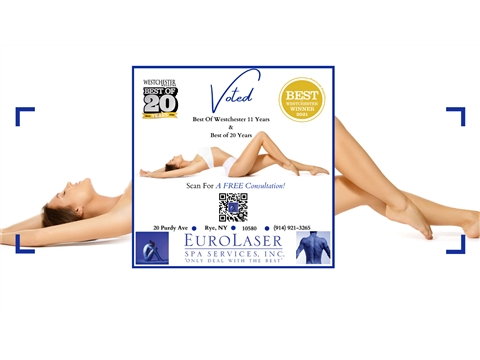 WESTCHESTER
BEST OF
20
YEARS
Voted
BEST
WESTCHESTER
WINNER
2021
Best Of Westchester 11 Years
&
Best of 20 Years
Scan For A FREE Consultation!
20 Purdy Ave • Rye, NY • 10580 • (914) 921-3265
EUROLASER
SPA SERVICES, INC.
"ONLY DEAL WITH THE BEST"